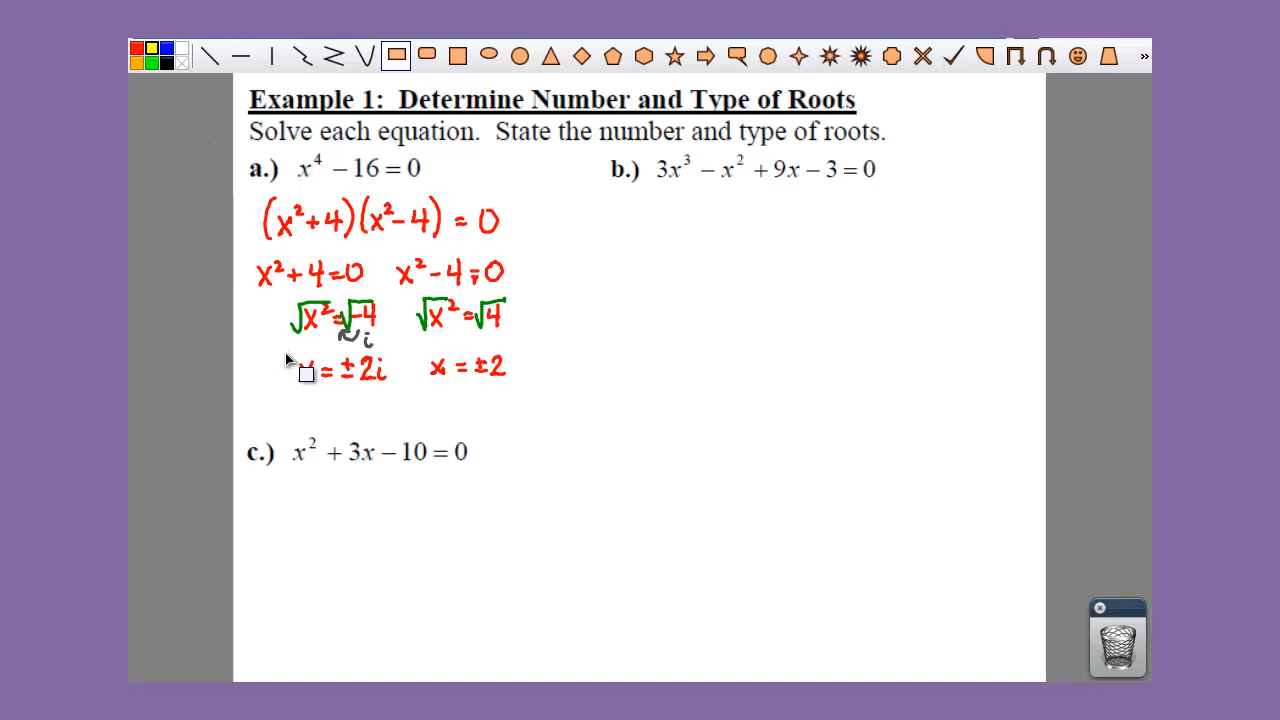 Example 1: Determine Number and Type of Roots
Solve each equation. State the number and type of roots.
a.) x⁴ − 16 = 0
b.) 3x³ − x² + 9x − 3 = 0
(x²+4)(x²−4) = 0
x²+4=0 x²−4=0
√x²=√−4 √x²=√4
i
x = ±2i x = ±2
c.) x² + 3x − 10 = 0